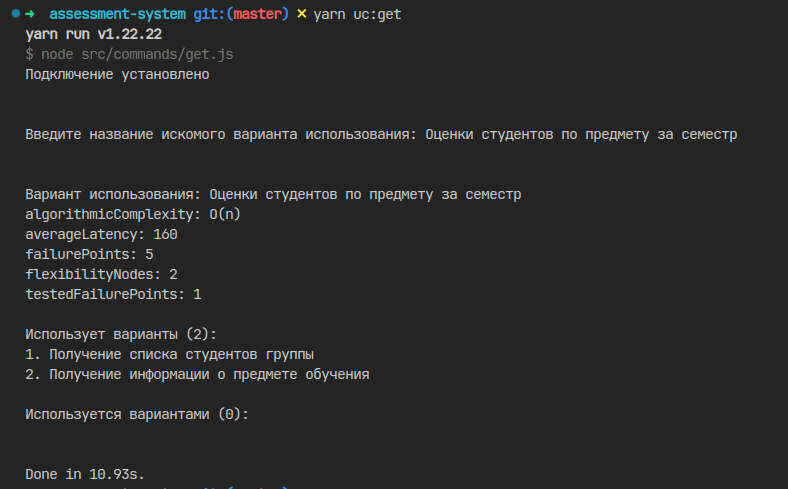 ➜ assessment-system git:(master) ✗ yarn uc:get
yarn run v1.22.22
$ node src/commands/get.js
Подключение установлено
Введите название искомого варианта использования: Оценки студентов по предмету за семестр
Вариант использования: Оценки студентов по предмету за семестр
algorithmicComplexity: O(n)
averageLatency: 160
failurePoints: 5
flexibilityNodes: 2
testedFailurePoints: 1
Использует варианты (2):
1. Получение списка студентов группы
2. Получение информации о предмете обучения
Используется вариантами (0):
Done in 10.93s.